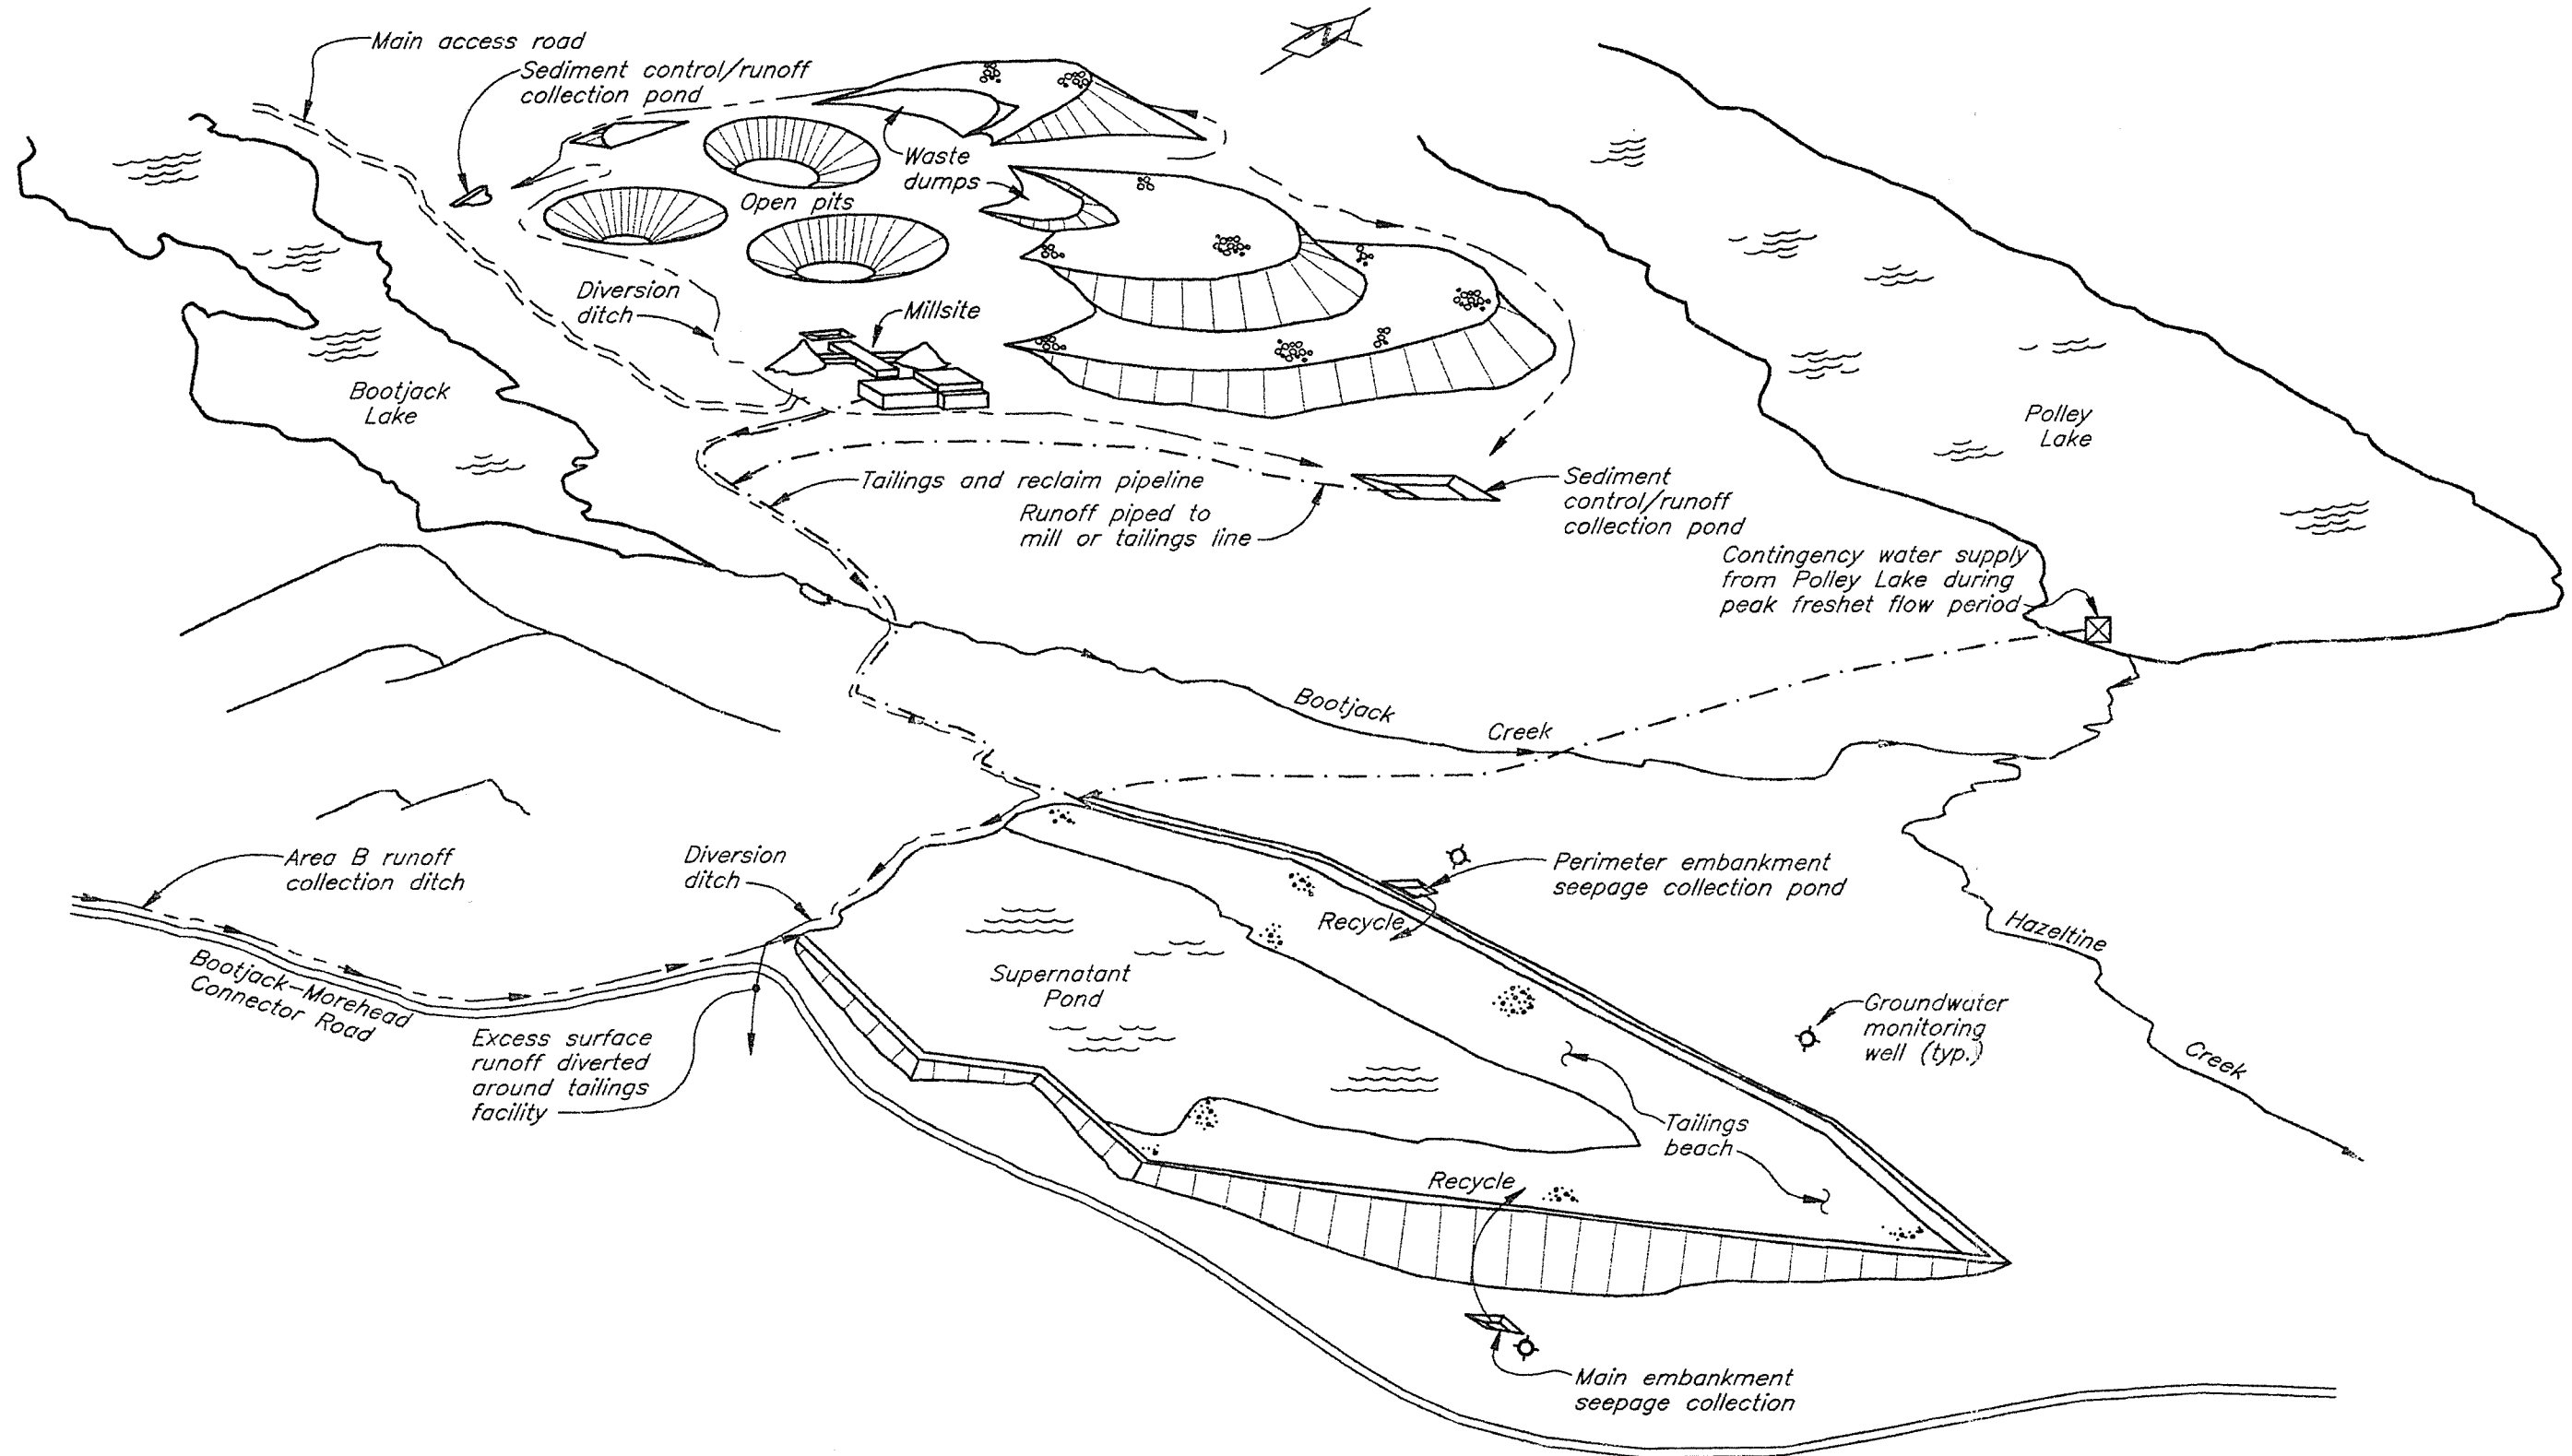 Main access road
Sediment control/runoff
collection pond
Waste
dumps
Open pits
Diversion
ditch
Millsite
Bootjack
Lake
Polley
Lake
Tailings and reclaim pipeline
Runoff piped to
mill or tailings line
Sediment
control/runoff
collection pond
Contingency water supply
from Polley Lake during
peak freshet flow period
Bootjack Creek
Area B runoff
collection ditch
Diversion
ditch
Perimeter embankment
seepage collection pond
Recycle
Hazeltine Creek
Bootjack-Morehead
Connector Road
Supernatant
Pond
Groundwater
monitoring
well (typ.)
Excess surface
runoff diverted
around tailings
facility
Tailings
beach
Recycle
Main embankment
seepage collection